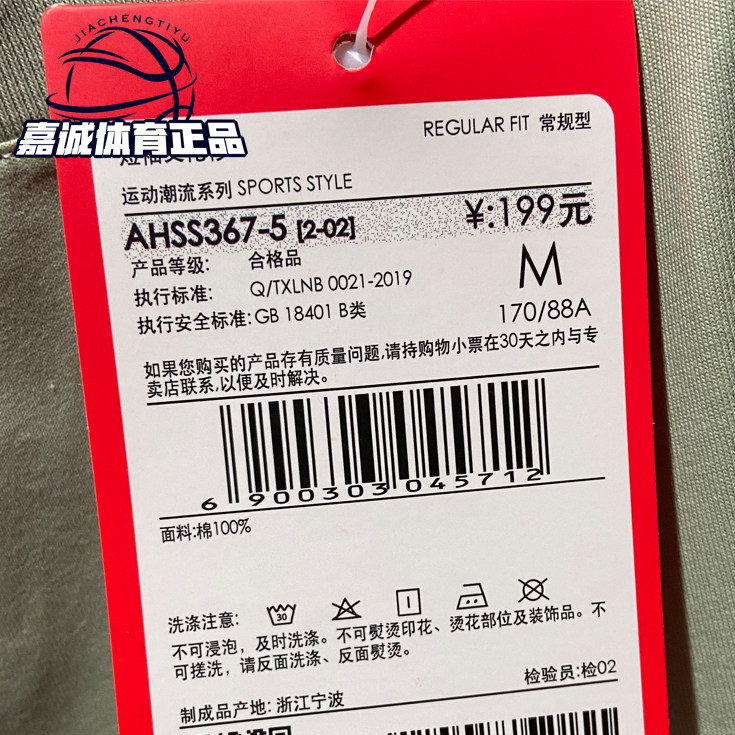 JIACHENGTIYU
嘉诚体育正品
REGULAR FIT 常规型
运动潮流系列 SPORTS STYLE
AHSS367-5 [2-02]
¥:199元
产品等级: 合格品
M
执行标准: Q/TXLNB 0021-2019
170/88A
执行安全标准:GB 18401 B类
如果您购买的产品存有质量问题,请持购物小票在30天之内与专
卖店联系,以便及时解决。
6 900303 045712
面料:棉100%
洗涤注意:
30
不可浸泡，及时洗涤。不可熨烫印花、烫花部位及装饰品。不
可搓洗，请反面洗涤、反面熨烫。
检验员:检02
制成品产地:浙江宁波